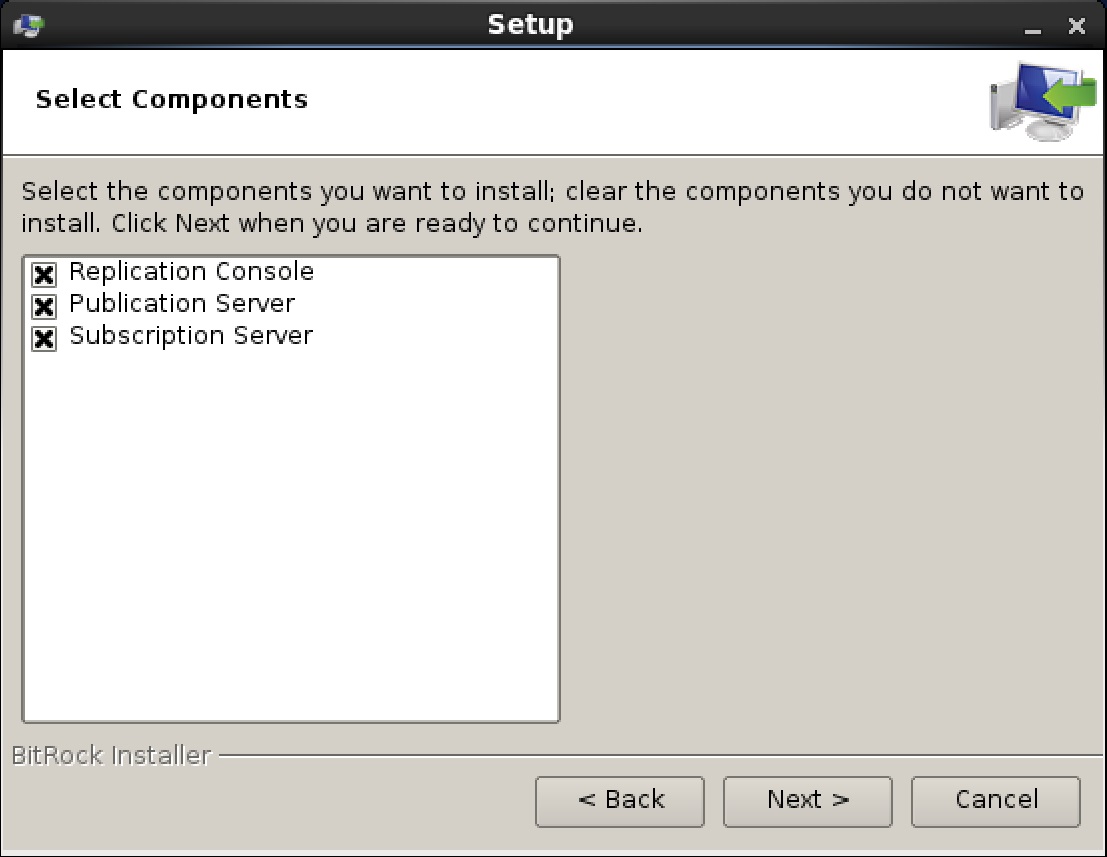 Setup
Select Components
Select the components you want to install; clear the components you do not want to
install. Click Next when you are ready to continue.
Replication Console
Publication Server
Subscription Server
BitRock Installer
< Back
Next >
Cancel